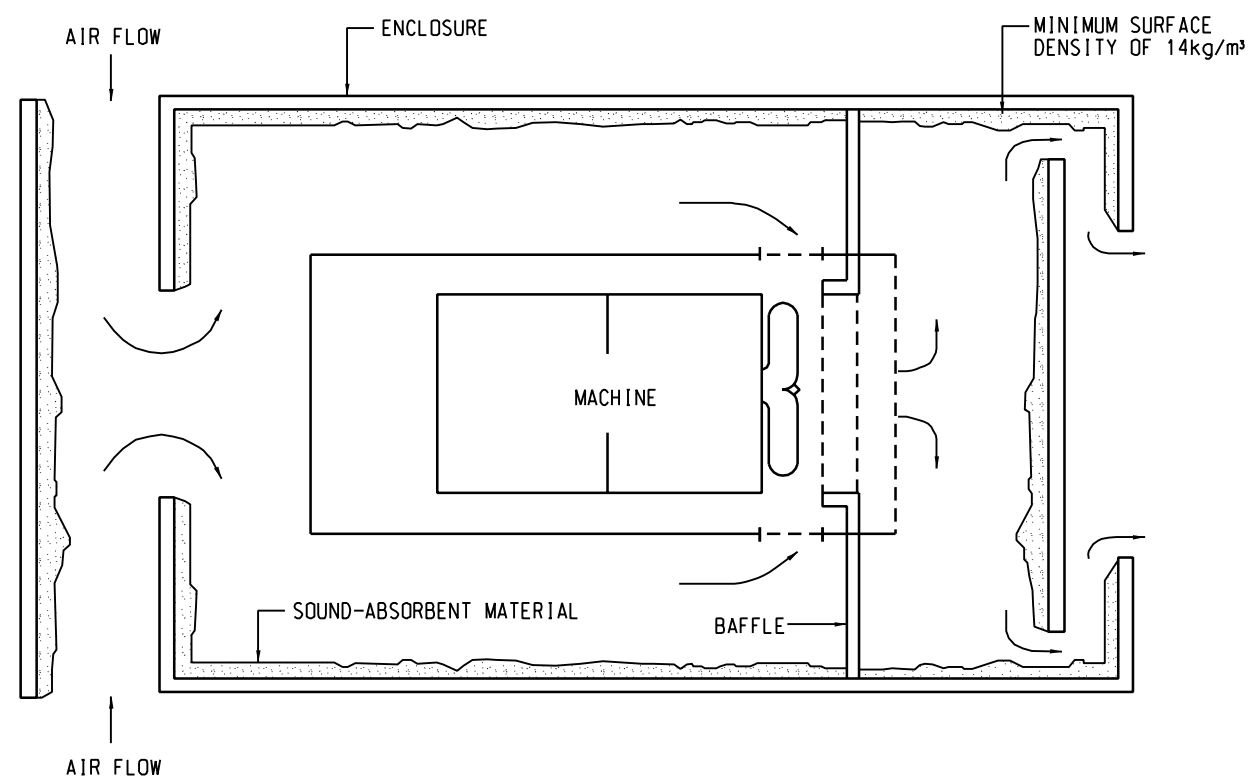 AIR FLOW
ENCLOSURE
MINIMUM SURFACE
DENSITY OF 14kg/m³
MACHINE
SOUND-ABSORBENT MATERIAL
BAFFLE
AIR FLOW